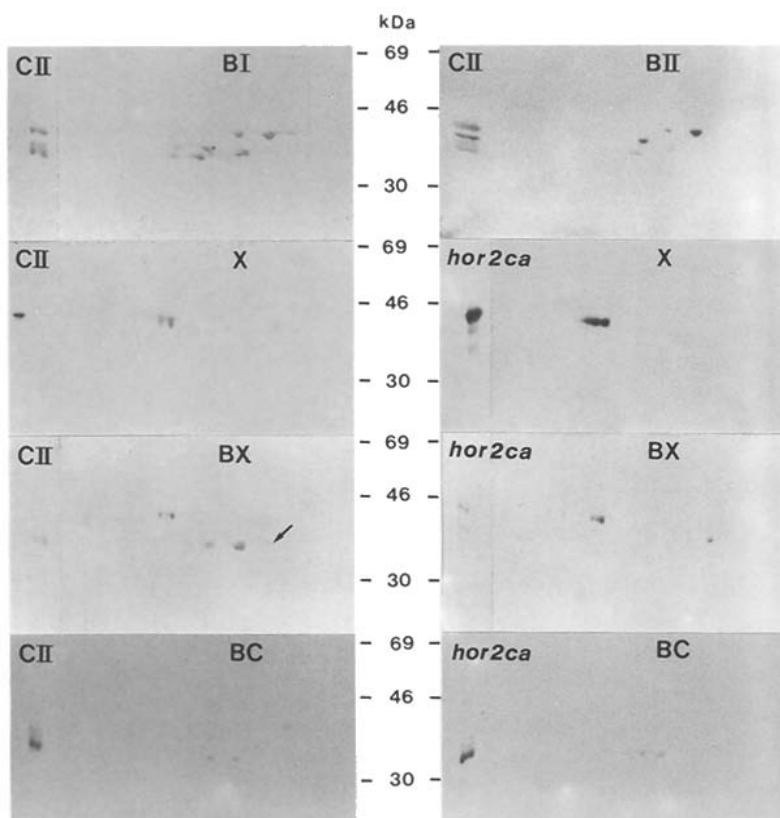 kDa
CII BI - 69 - CII BII
- 46 -
- 30 -
CII X - 69 - hor2ca X
- 46 -
- 30 -
CII BX - 69 - hor2ca BX
- 46 -
- 30 -
CII BC - 69 - hor2ca BC
- 46 -
- 30 -